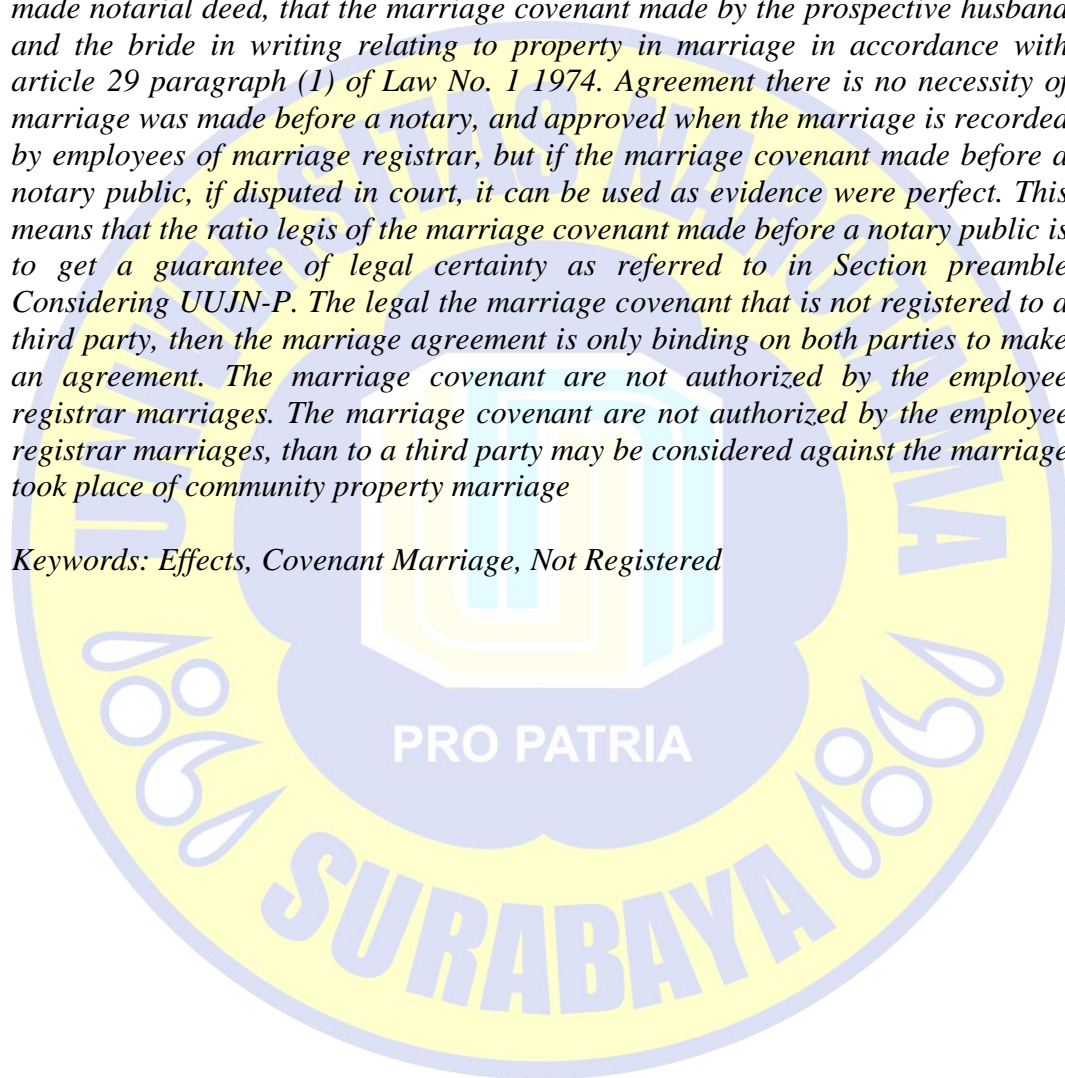 made notarial deed, that the marriage covenant made by the prospective husband
and the bride in writing relating to property in marriage in accordance with
article 29 paragraph (1) of Law No. 1 1974. Agreement there is no necessity of
marriage was made before a notary, and approved when the marriage is recorded
by employees of marriage registrar, but if the marriage covenant made before a
notary public, if disputed in court, it can be used as evidence were perfect. This
means that the ratio legis of the marriage covenant made before a notary public is
to get a guarantee of legal certainty as referred to in Section preamble
Considering UUJN-P. The legal the marriage covenant that is not registered to a
third party, then the marriage agreement is only binding on both parties to make
an agreement. The marriage covenant are not authorized by the employee
registrar marriages. The marriage covenant are not authorized by the employee
registrar marriages, than to a third party may be considered against the marriage
took place of community property marriage
Keywords: Effects, Covenant Marriage, Not Registered
UNIVERSITAS NAROTAMA
PRO PATRIA
SURABAYA